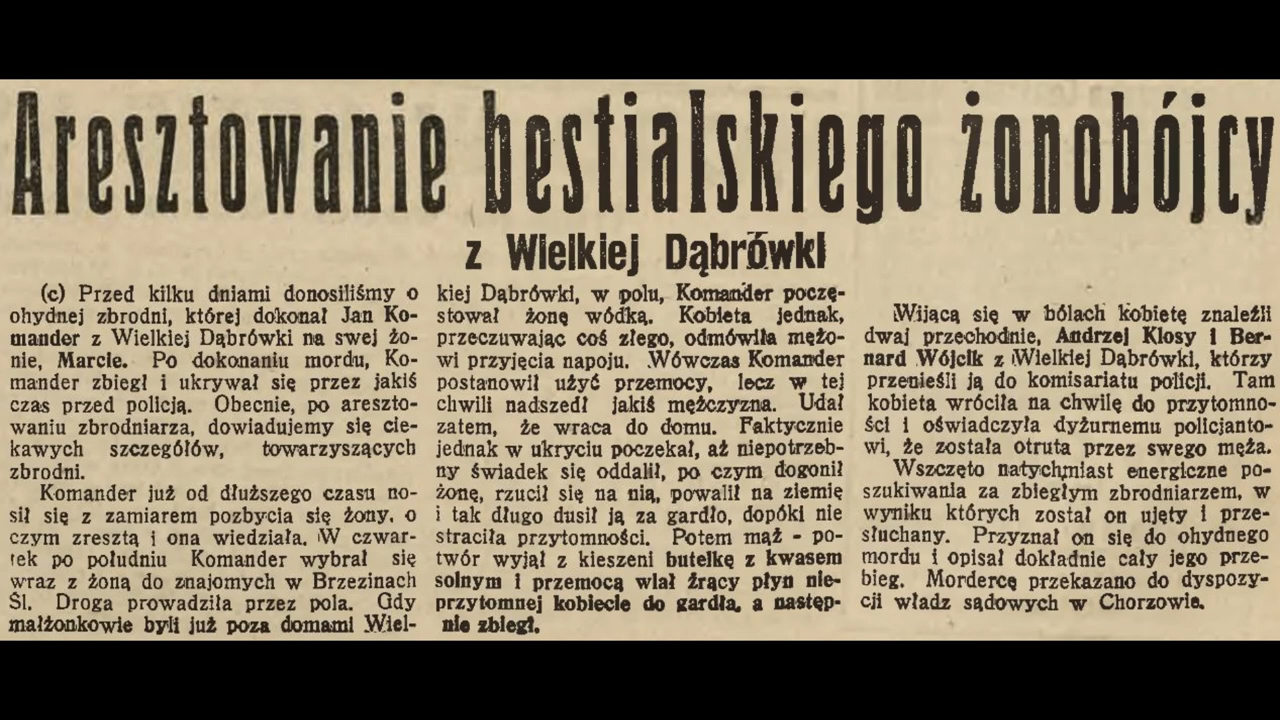 Aresztowanie bestialskiego żonobójcy
z Wielkiej Dąbrówki
(c) Przed kilku dniami donosiliśmy o
ohydnej zbrodni, której dokonał Jan Ko-
mander z Wielkiej Dąbrówki na swej żo-
nie, Marcie. Po dokonaniu mordu, Ko-
mander zbiegł i ukrywał się przez jakiś
czas przed policją. Obecnie, po areszto-
waniu zbrodniarza, dowiadujemy się cie-
kawych szczegółów, towarzyszących
zbrodni.
Komander już od dłuższego czasu no-
sił się z zamiarem pozbycia się żony, o
czym zresztą i ona wiedziała. W czwar-
tek po południu Komander wybrał się
wraz z żoną do znajomych w Brzezinach
Śl. Droga prowadziła przez pola. Gdy
małżonkowie byli już poza domami Wiel-
kiej Dąbrówki, w polu, Komander poczę-
stował żonę wódką. Kobieta jednak,
przeczuwając coś złego, odmówiła mężo-
wi przyjęcia napoju. Wówczas Komander
postanowił użyć przemocy, lecz w tej
chwili nadszedł jakiś mężczyzna. Udał
zatem, że wraca do domu. Faktycznie
jednak w ukryciu poczekał, aż niepotrzeb-
ny świadek się oddalił, po czym dogonił
żonę, rzucił się na nią, powalił na ziemię
i tak długo dusił ją za gardło, dopóki nie
straciła przytomności. Potem mąż - po-
twór wyjął z kieszeni butelkę z kwasem
solnym i przemocą wlał żrący płyn nie-
przytomnej kobiecie do gardła, a następ-
nie zbiegł.
Wijącą się w bólach kobietę znaleźli
dwaj przechodnie, Andrzej Klosy i Ber-
nard Wójcik z Wielkiej Dąbrówki, którzy
przenieśli ją do komisariatu policji. Tam
kobieta wróciła na chwilę do przytomno-
ści i oświadczyła dyżurnemu policjanto-
wi, że została otruta przez swego męża.
Wszczęto natychmiast energiczne po-
szukiwania za zbiegłym zbrodniarzem, w
wyniku których został on ujęty i prze-
słuchany. Przyznał on się do ohydnego
mordu i opisał dokładnie cały jego prze-
bieg. Mordercę przekazano do dyspozy-
cji władz sądowych w Chorzowie.